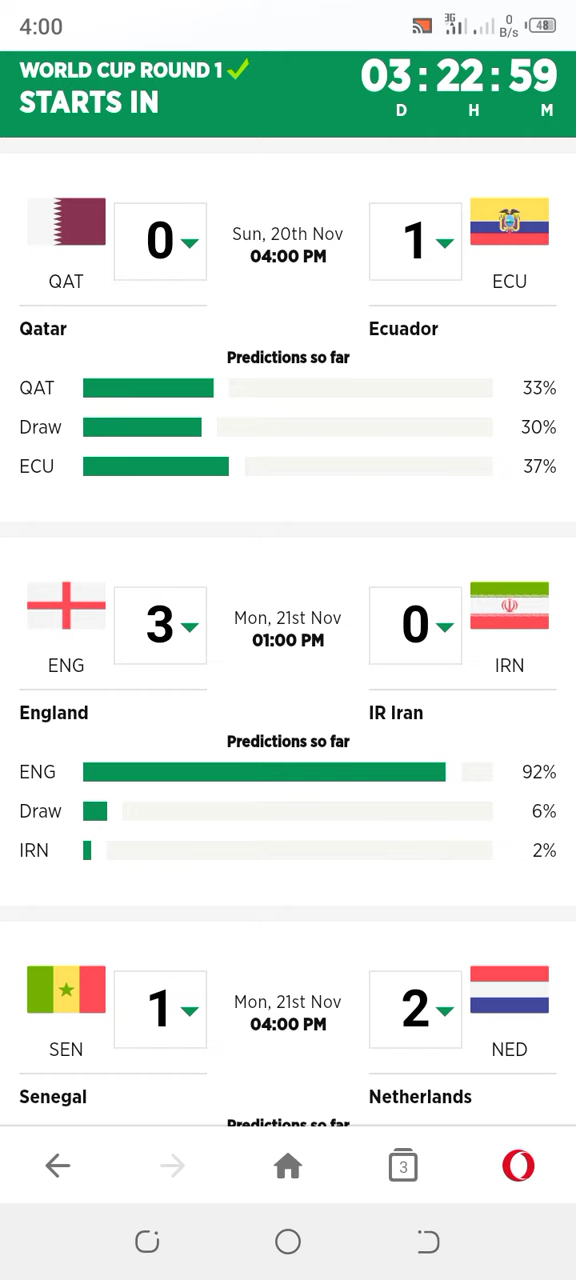 4:00
3G
0
B/s
48
WORLD CUP ROUND 1
STARTS IN
03 : 22 : 59
D H M
0 Sun, 20th Nov 1
04:00 PM
QAT ECU
Qatar Ecuador
Predictions so far
QAT 33%
Draw 30%
ECU 37%
3 Mon, 21st Nov 0
01:00 PM
ENG IRN
England IR Iran
Predictions so far
ENG 92%
Draw 6%
IRN 2%
1 Mon, 21st Nov 2
04:00 PM
SEN NED
Senegal Netherlands
Predictions so far
3